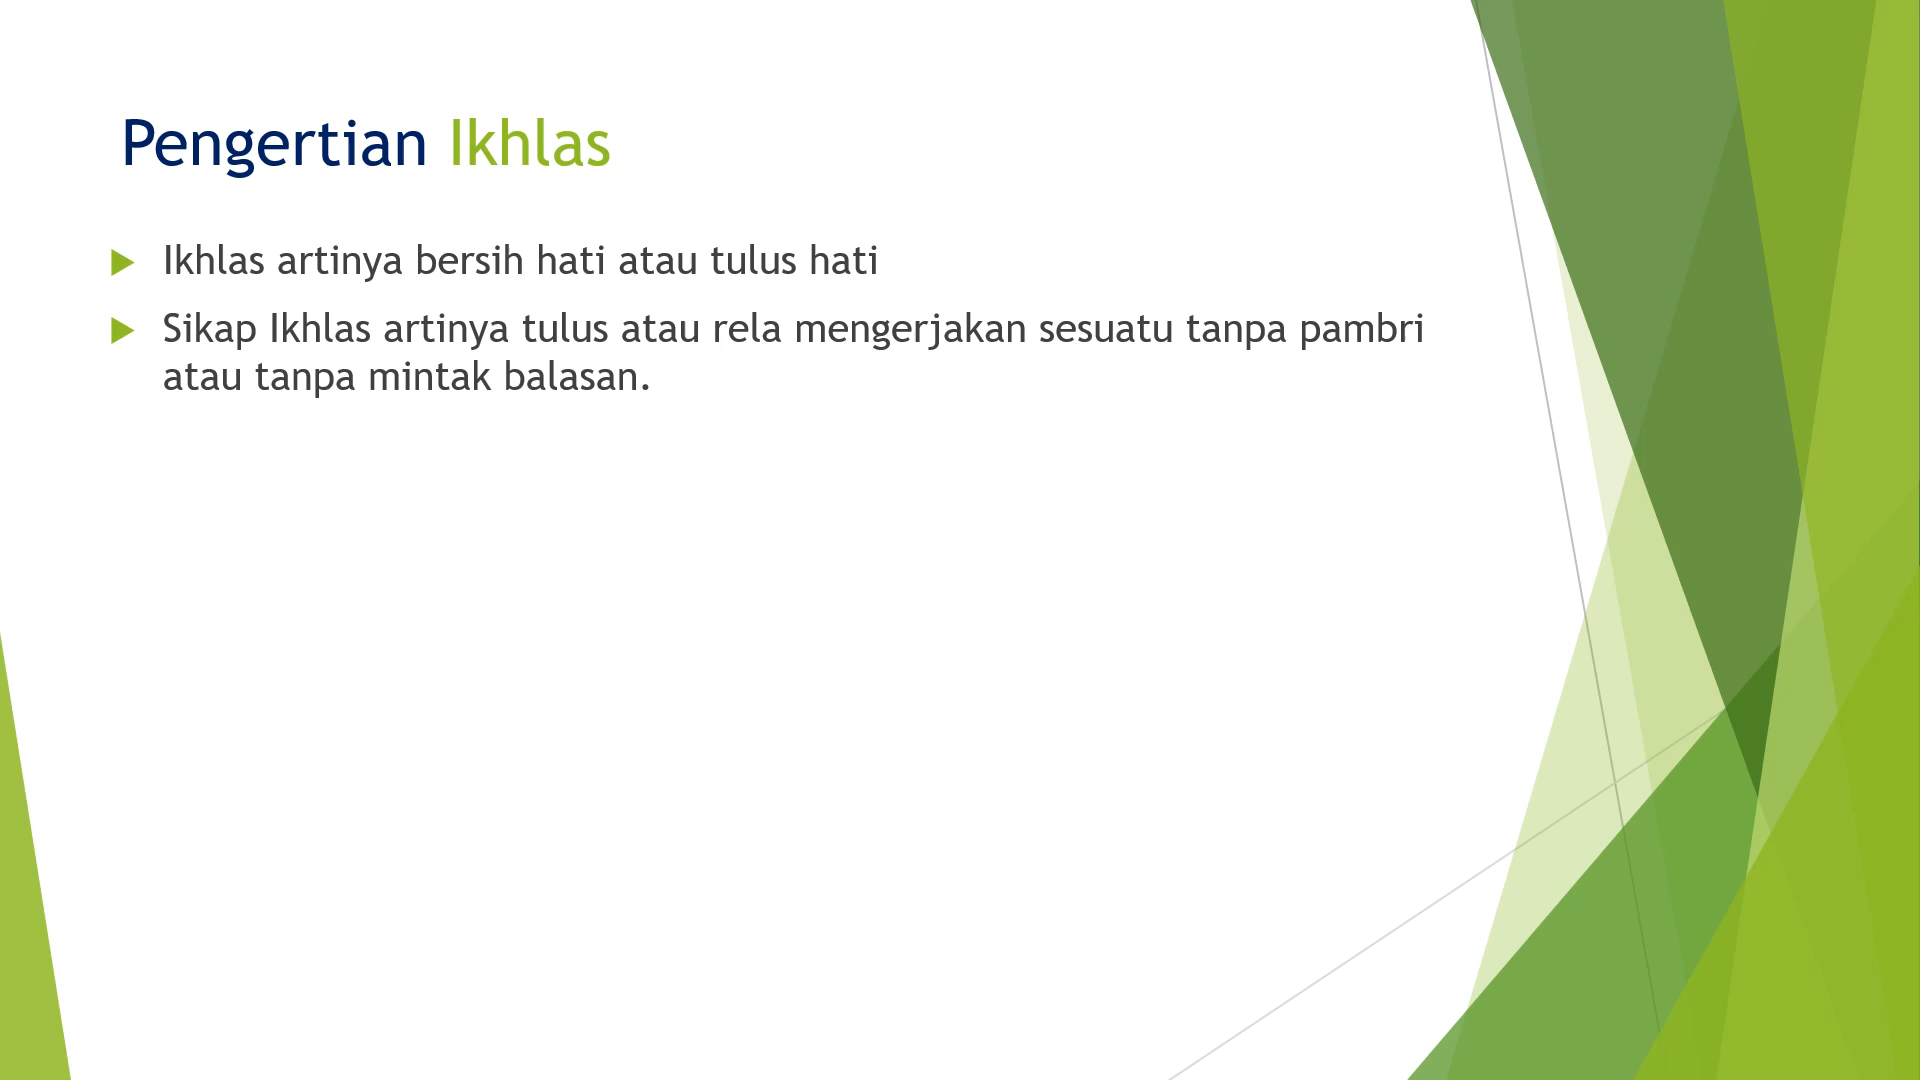 Pengertian Ikhlas
Ikhlas artinya bersih hati atau tulus hati
Sikap Ikhlas artinya tulus atau rela mengerjakan sesuatu tanpa pambri
atau tanpa mintak balasan.